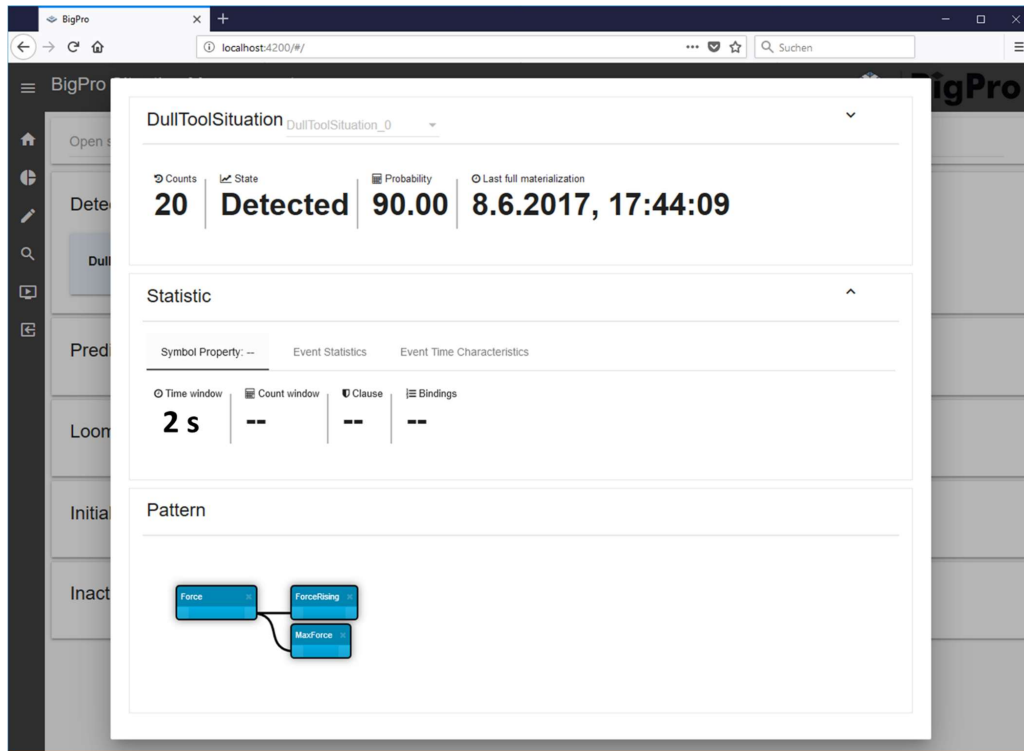 BigPro
localhost:4200/#/
Suchen
BigPro
igPro
Open s
DullToolSituation DullToolSituation_0
Counts State Probability Last full materialization
20 Detected 90.00 8.6.2017, 17:44:09
Dete
Dull
Statistic
Predi
Symbol Property: -- Event Statistics Event Time Characteristics
Time window Count window Clause Bindings
2 s -- -- --
Loom
Pattern
Initial
Inact
Force ForceRising
MaxForce